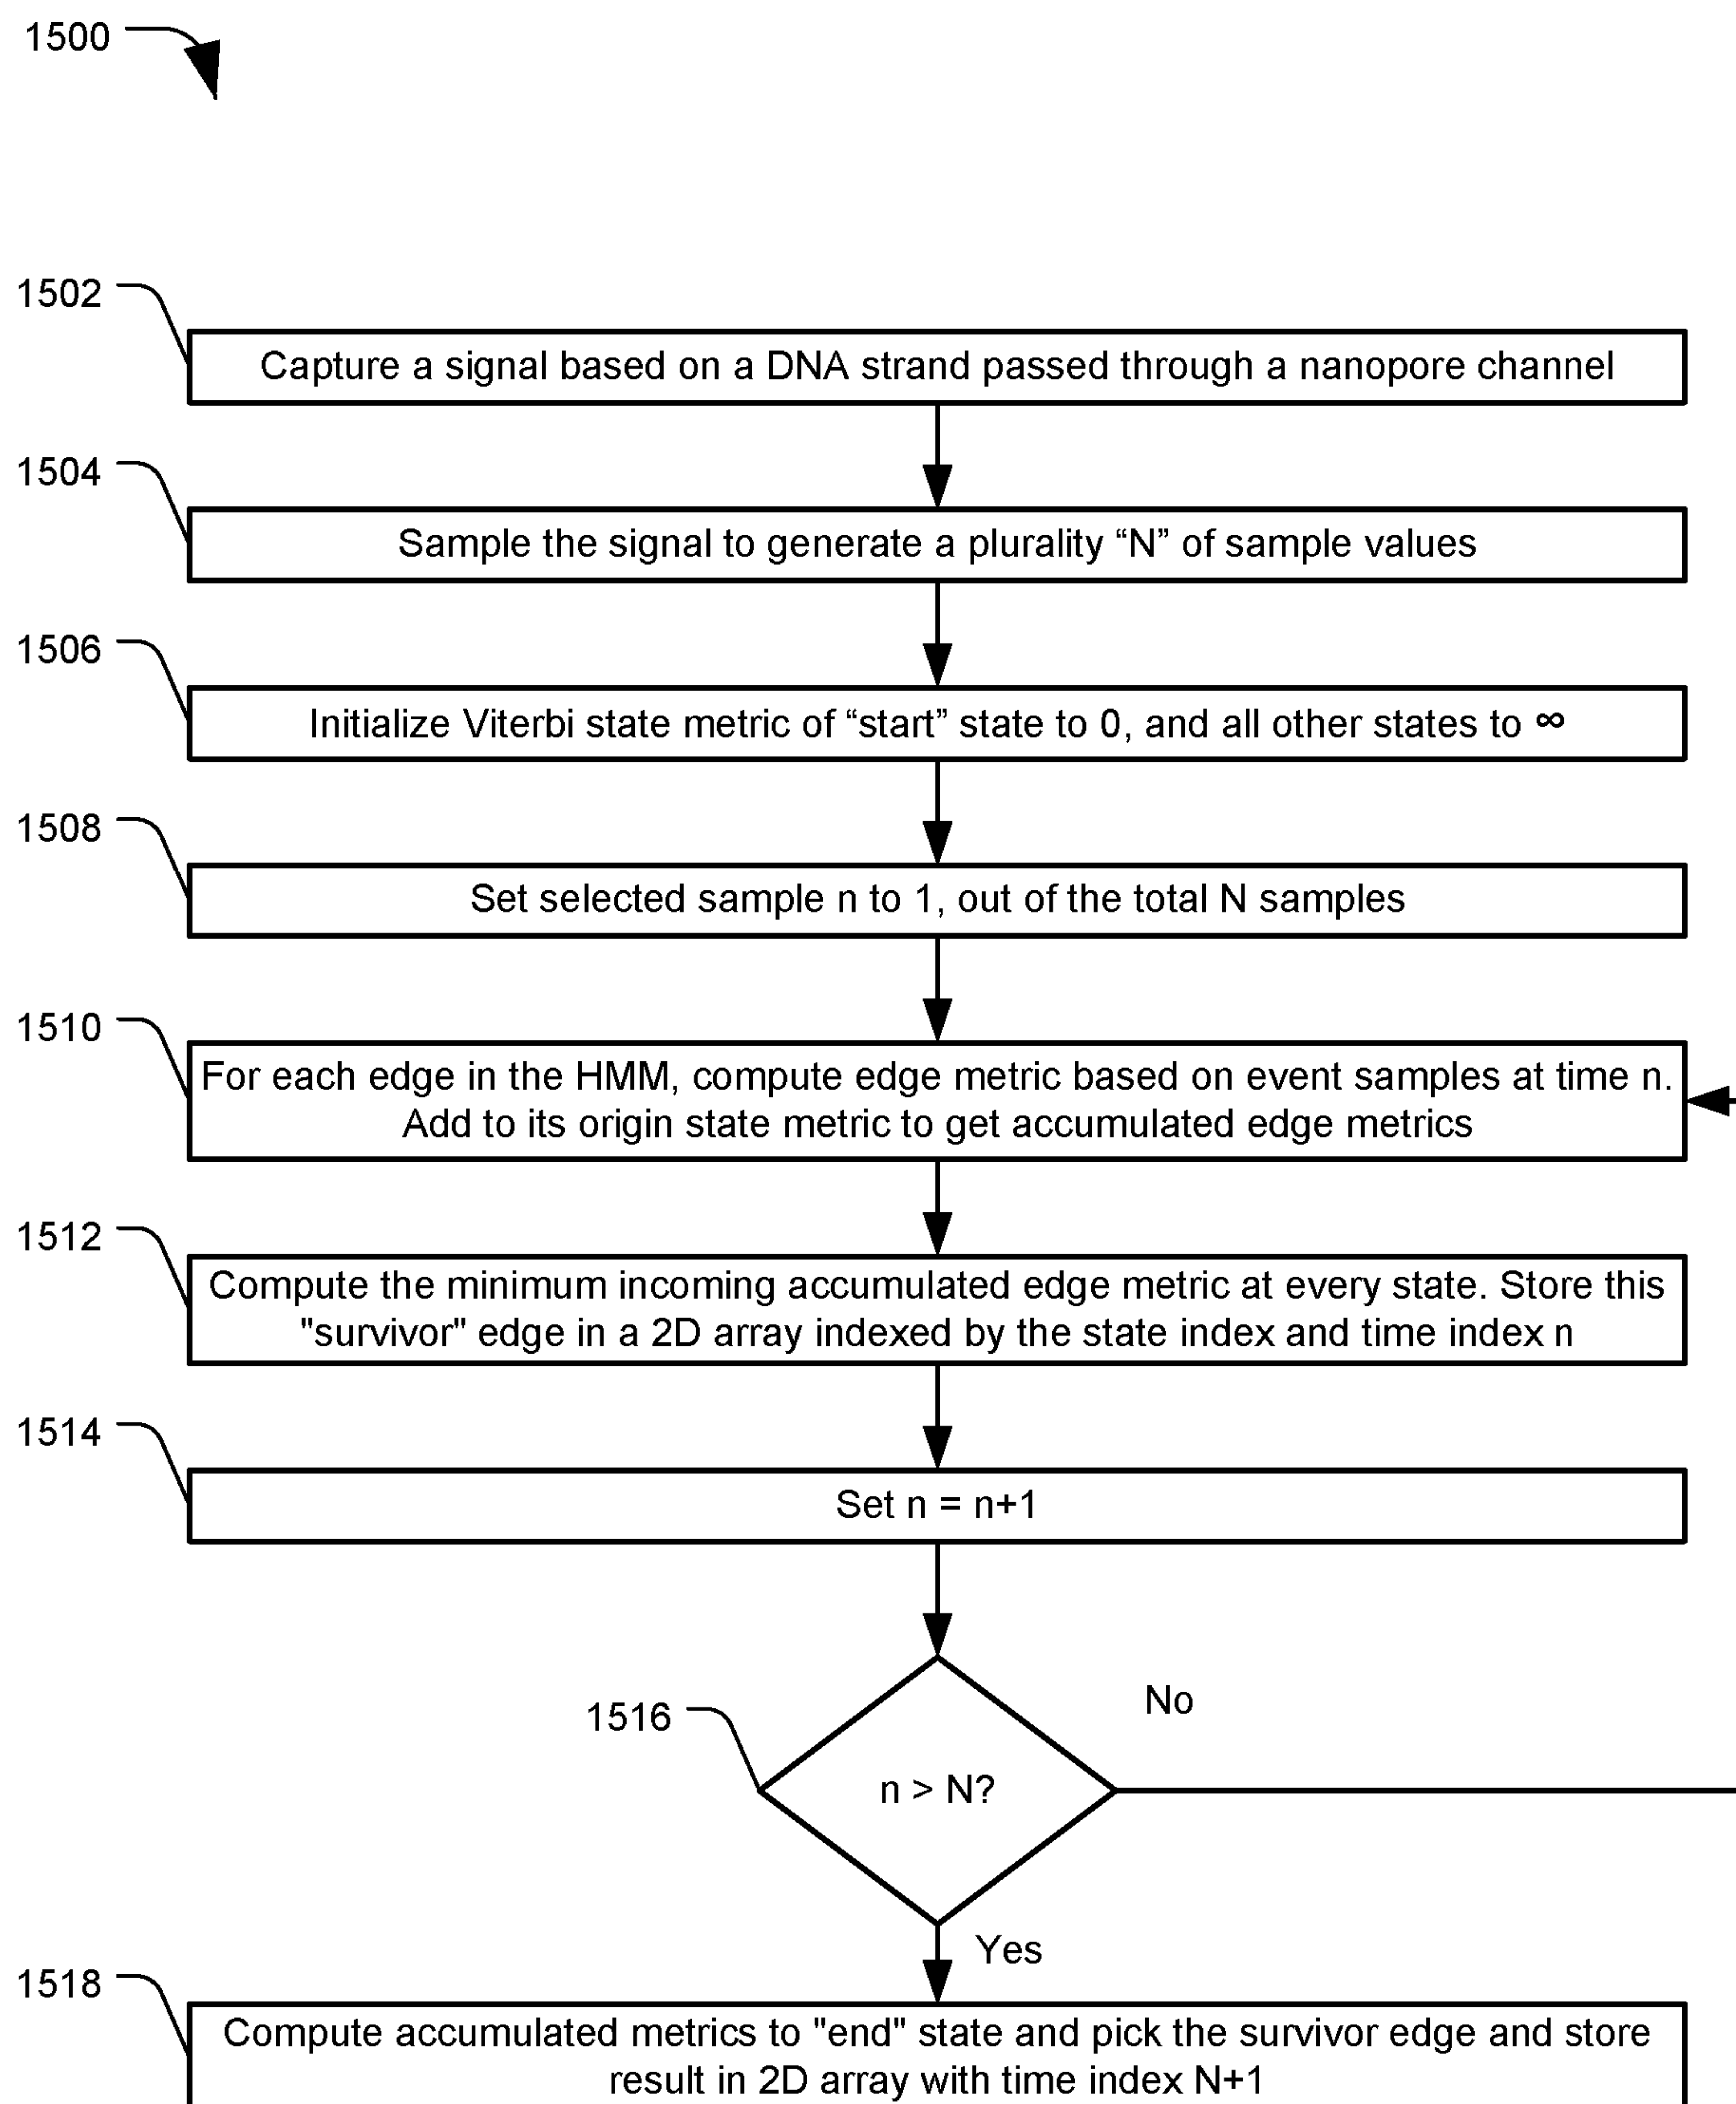 1500
1502
Capture a signal based on a DNA strand passed through a nanopore channel
1504
Sample the signal to generate a plurality “N” of sample values
1506
Initialize Viterbi state metric of “start” state to 0, and all other states to ∞
1508
Set selected sample n to 1, out of the total N samples
1510
For each edge in the HMM, compute edge metric based on event samples at time n.
Add to its origin state metric to get accumulated edge metrics
1512
Compute the minimum incoming accumulated edge metric at every state. Store this
"survivor" edge in a 2D array indexed by the state index and time index n
1514
Set n = n+1
1516
No
n > N?
Yes
1518
Compute accumulated metrics to "end" state and pick the survivor edge and store
result in 2D array with time index N+1